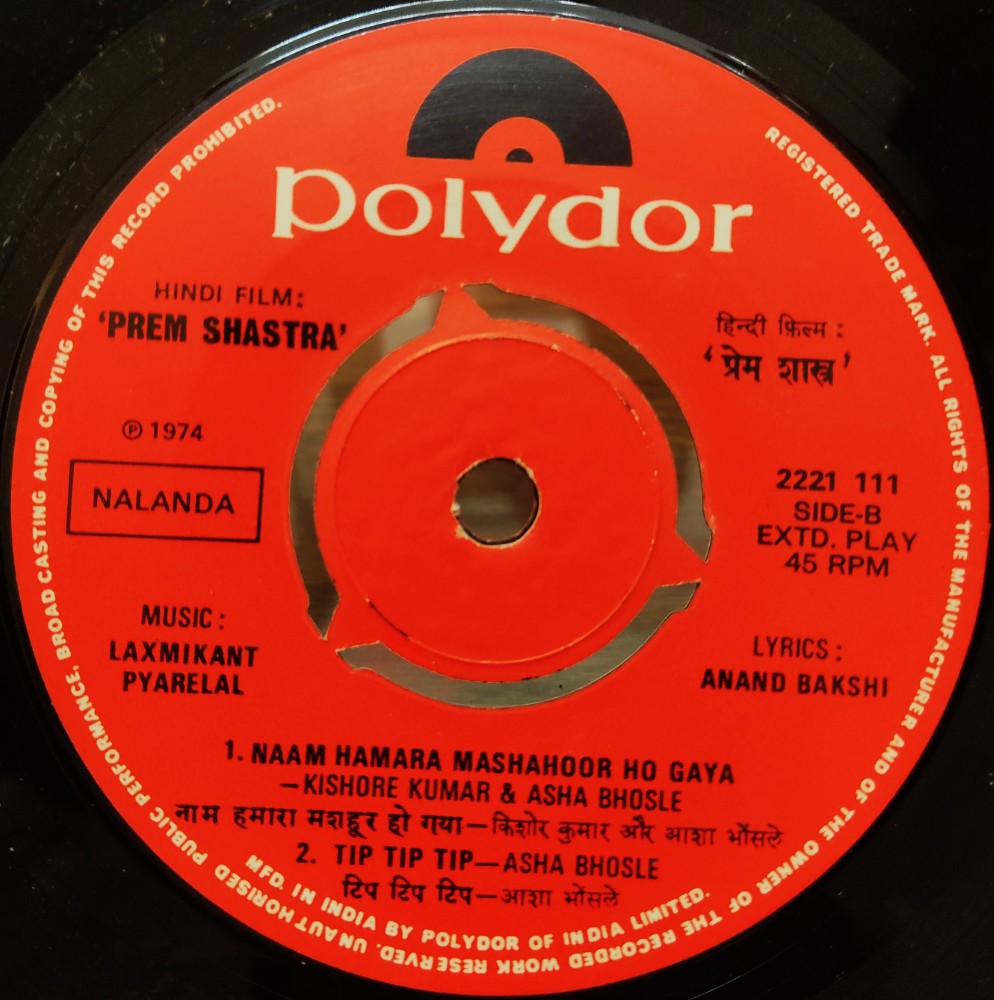 polydor
HINDI FILM:
'PREM SHASTRA'
हिन्दी फ़िल्म :
'प्रेम शास्त्र'
℗ 1974
NALANDA
2221 111
SIDE-B
EXTD. PLAY
45 RPM
MUSIC:
LAXMIKANT
PYARELAL
LYRICS:
ANAND BAKSHI
1. NAAM HAMARA MASHAHOOR HO GAYA
—KISHORE KUMAR & ASHA BHOSLE
नाम हमारा मशहूर हो गया—किशोर कुमार और आशा भोंसले
2. TIP TIP TIP—ASHA BHOSLE
टिप टिप टिप—आशा भोंसले
REGISTERED TRADE MARK. ALL RIGHTS OF THE MANUFACTURER AND OF THE OWNER OF THE RECORDED WORK RESERVED. UNAUTHORISED PUBLIC PERFORMANCE, BROADCASTING AND COPYING OF THIS RECORD PROHIBITED.
MFD. IN INDIA BY POLYDOR OF INDIA LIMITED.